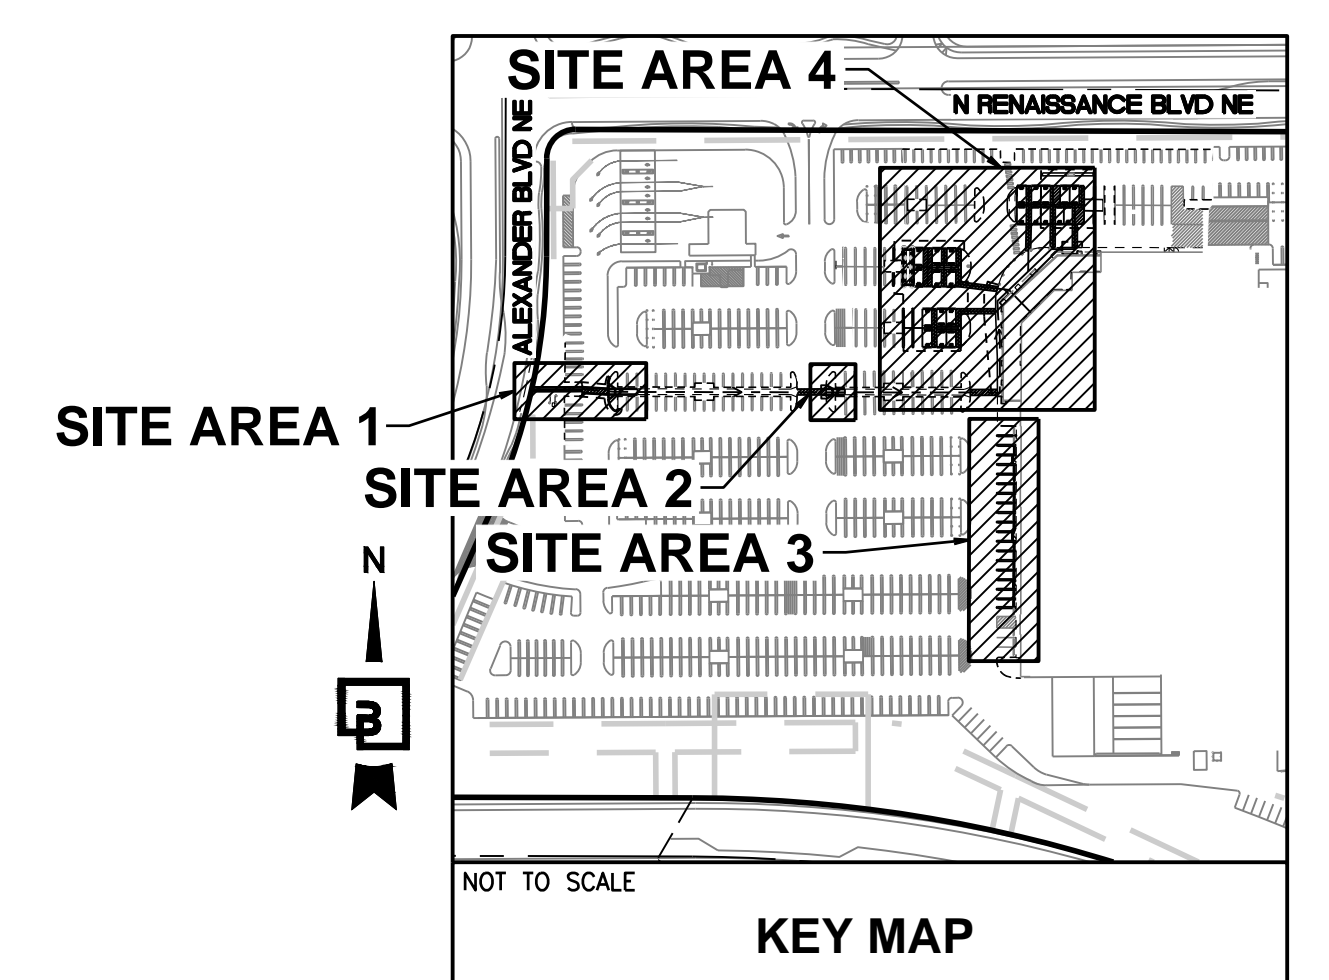 SITE AREA 4
N RENAISSANCE BLVD NE
ALEXANDER BLVD NE
SITE AREA 1
SITE AREA 2
SITE AREA 3
N
B
NOT TO SCALE
KEY MAP